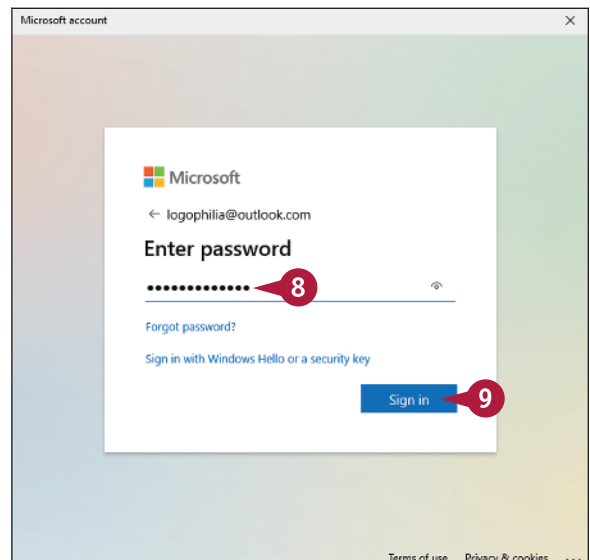 Microsoft account
Microsoft
← logophilia@outlook.com
Enter password
••••••••••••• 8
Forgot password?
Sign in with Windows Hello or a security key
Sign in 9
Terms of use Privacy & cookies ...